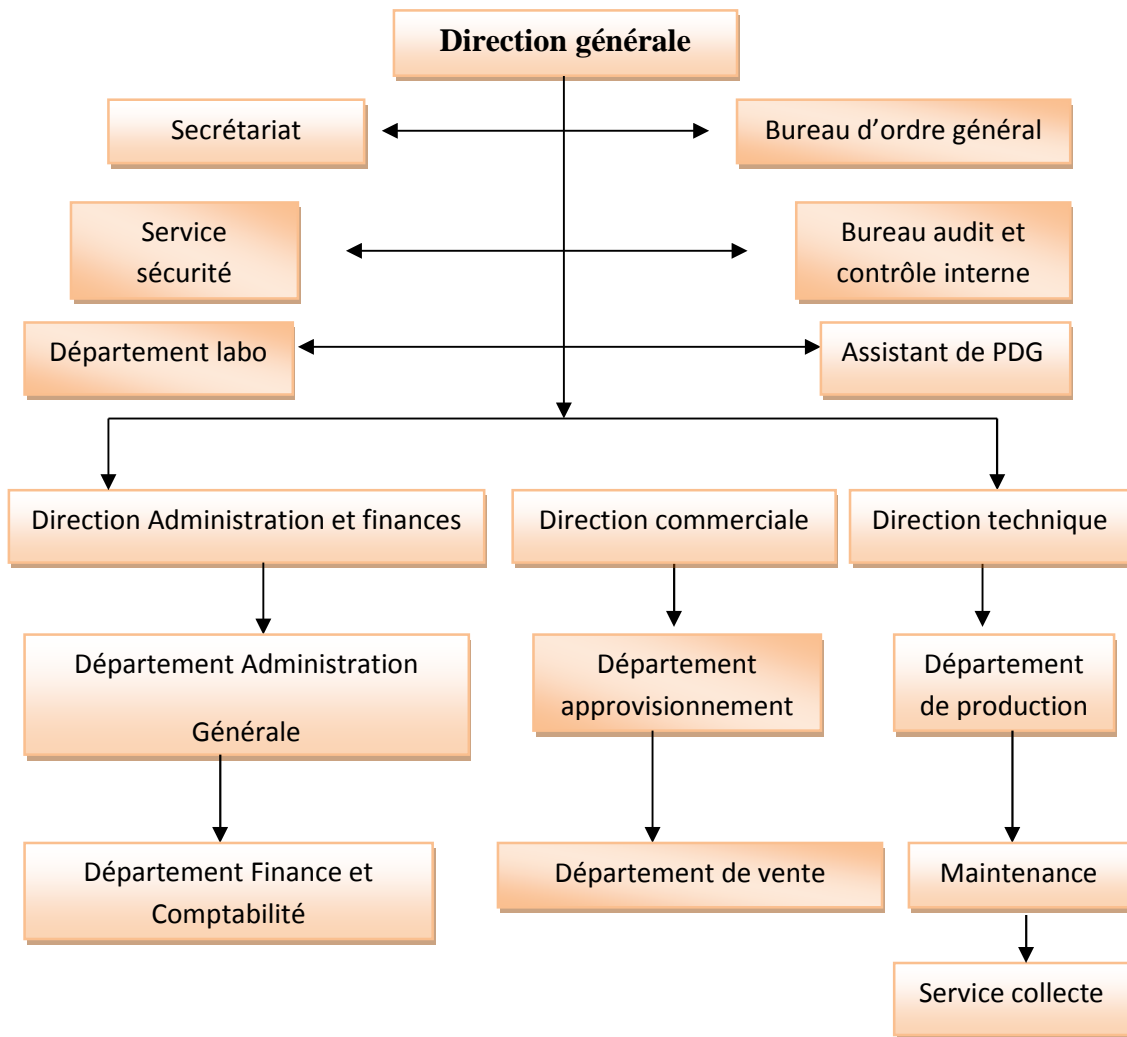 Direction générale
Secrétariat
Bureau d'ordre général
Service
sécurité
Bureau audit et
contrôle interne
Département labo
Assistant de PDG
Direction Administration et finances
Direction commerciale
Direction technique
Département Administration
Générale
Département
approvisionnement
Département
de production
Département Finance et
Comptabilité
Département de vente
Maintenance
Service collecte